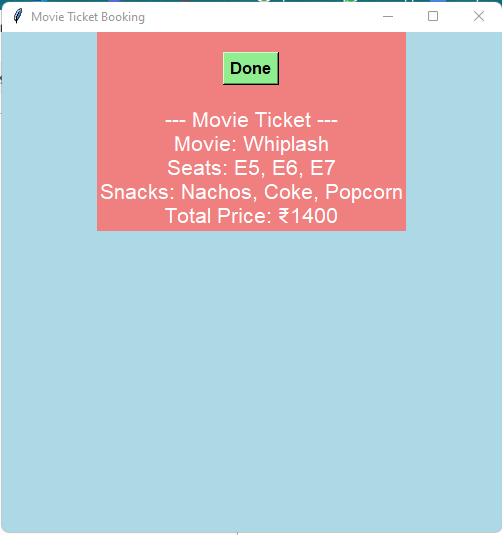 Movie Ticket Booking
Done
--- Movie Ticket ---
Movie: Whiplash
Seats: E5, E6, E7
Snacks: Nachos, Coke, Popcorn
Total Price: ₹1400